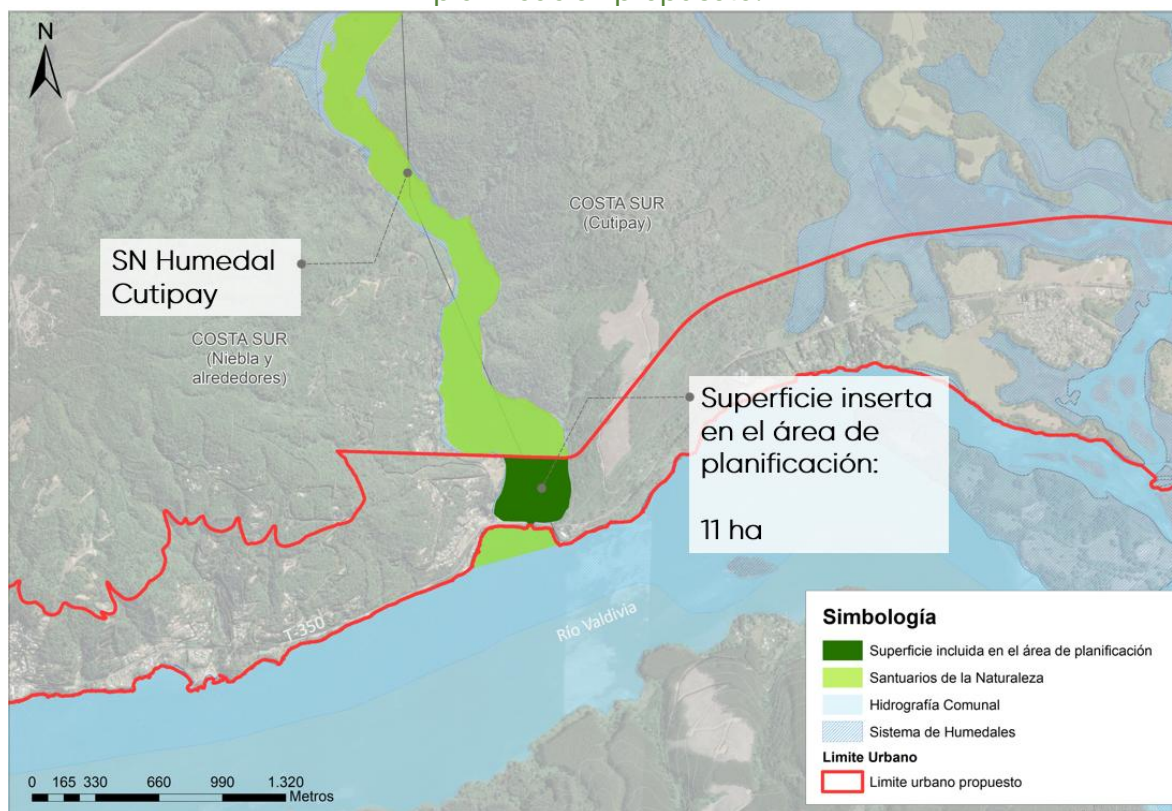 planificación propuesto.
N
COSTA SUR
(Cutipay)
SN Humedal
Cutipay
COSTA SUR
(Niebla y
alrededores)
Superficie inserta
en el área de
planificación:
11 ha
T-350
Río Valdivia
Simbología
Superficie incluida en el área de planificación
Santuarios de la Naturaleza
Hidrografía Comunal
Sistema de Humedales
Limite Urbano
Limite urbano propuesto
0 165 330 660 990 1.320
Metros